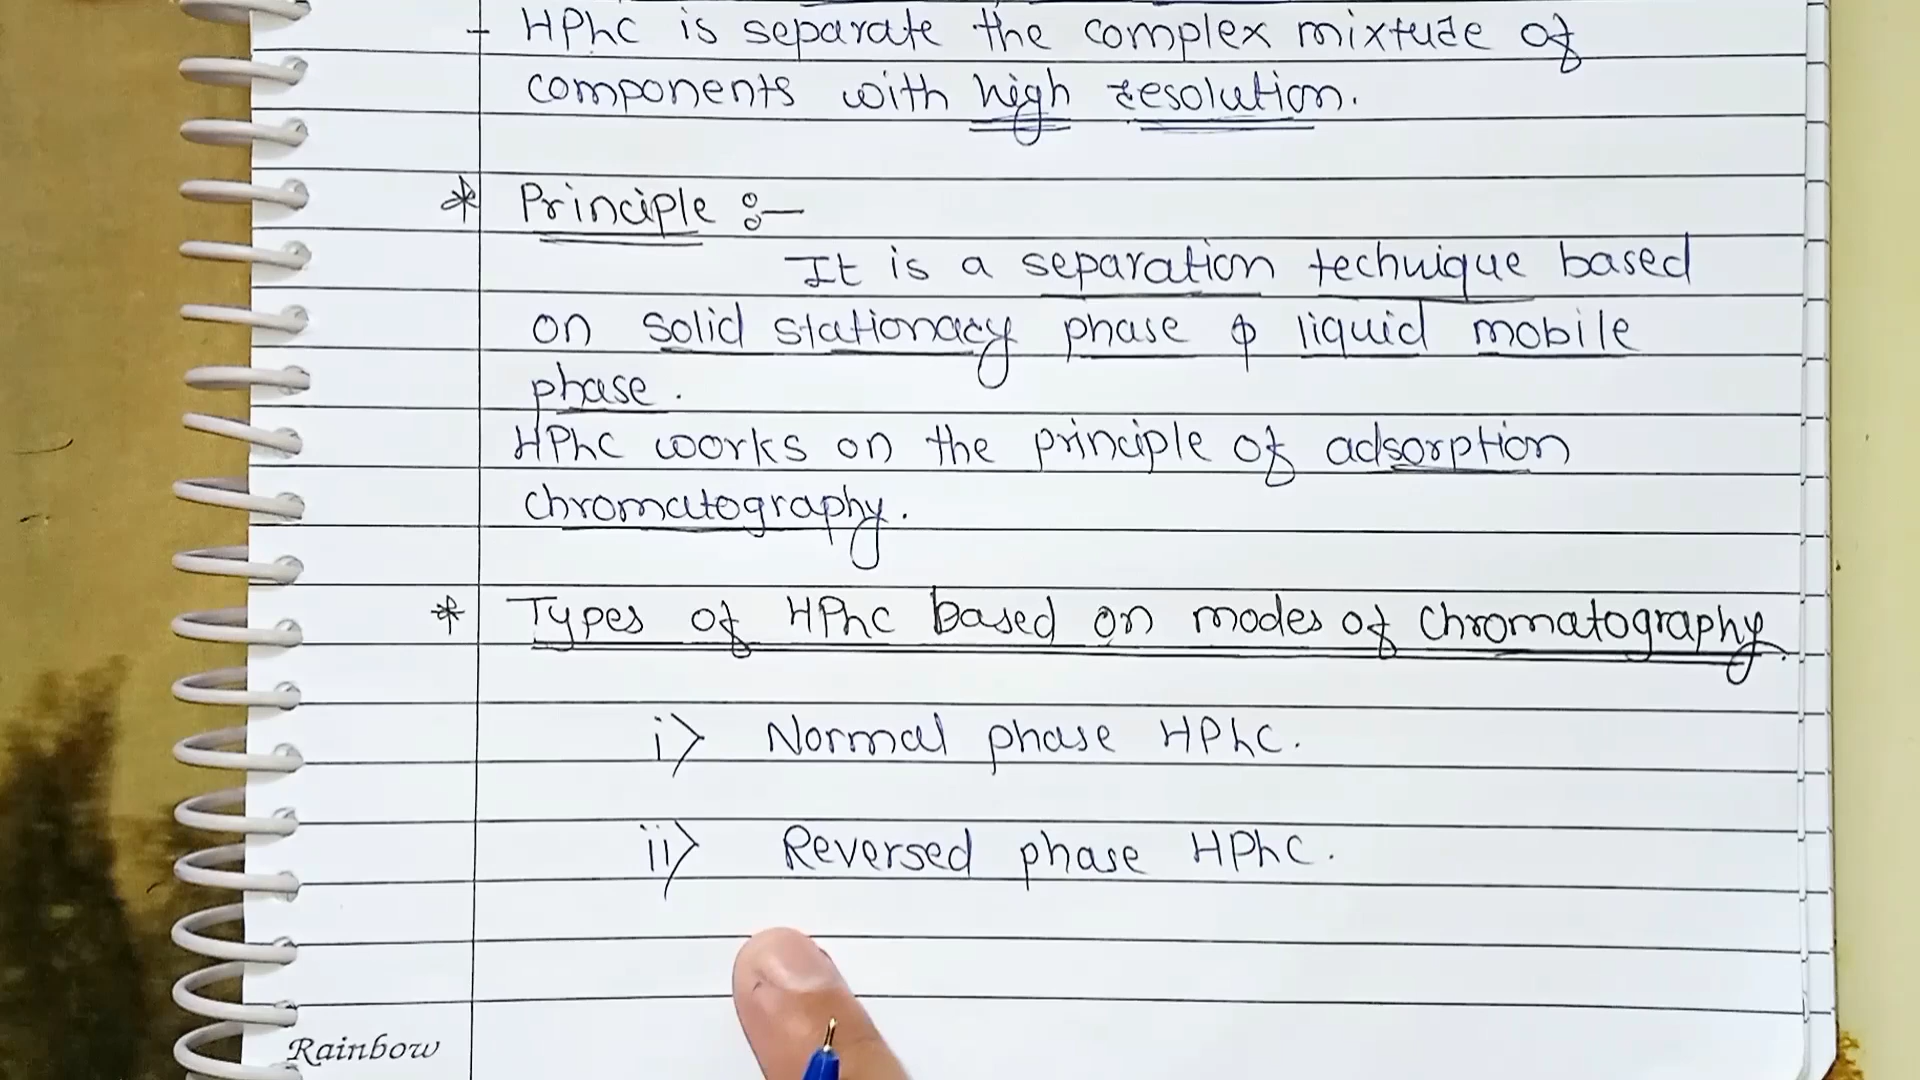 - HPLC is separate the complex mixture of
components with high resolution.
* Principle :-
It is a separation technique based
on solid stationary phase & liquid mobile
phase.
HPLC works on the principle of adsorption
chromatography.
* Types of HPLC based on modes of chromatography.
i> Normal phase HPLC.
ii> Reversed phase HPLC.
Rainbow